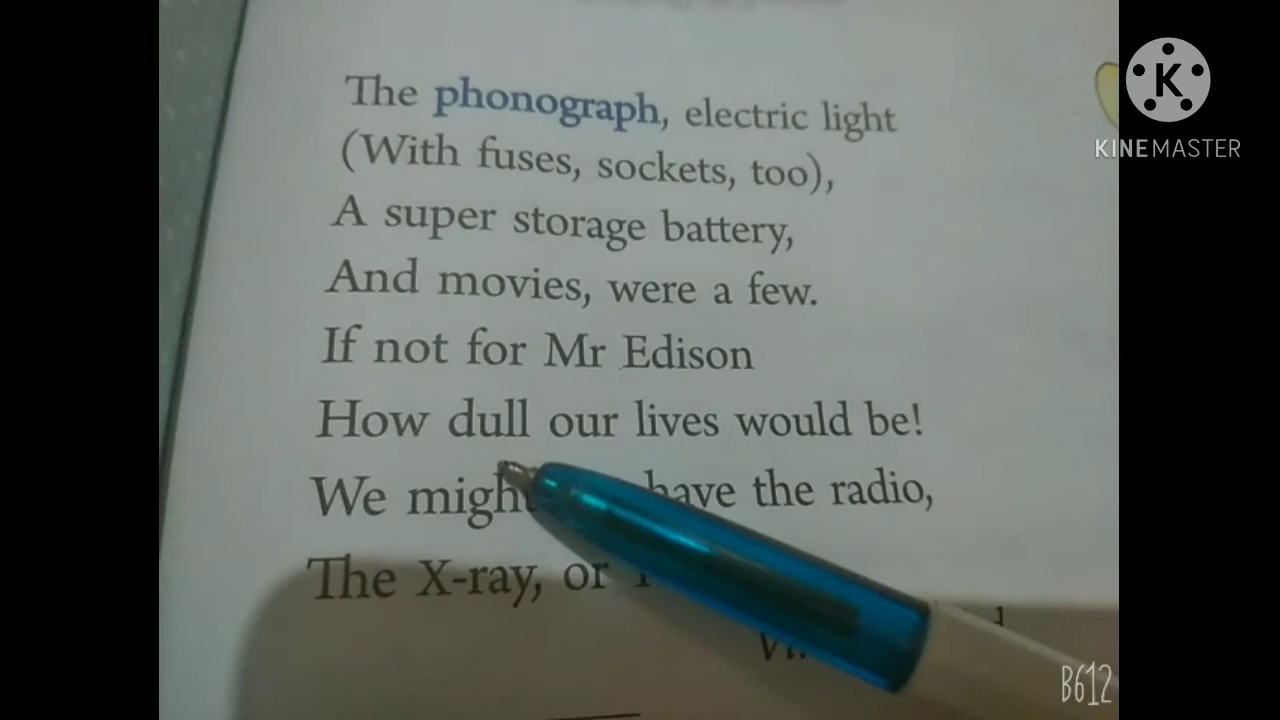 The phonograph, electric light
(With fuses, sockets, too),
A super storage battery,
And movies, were a few.
If not for Mr Edison
How dull our lives would be!
We might have the radio,
The X-ray, or
KINEMASTER
B612